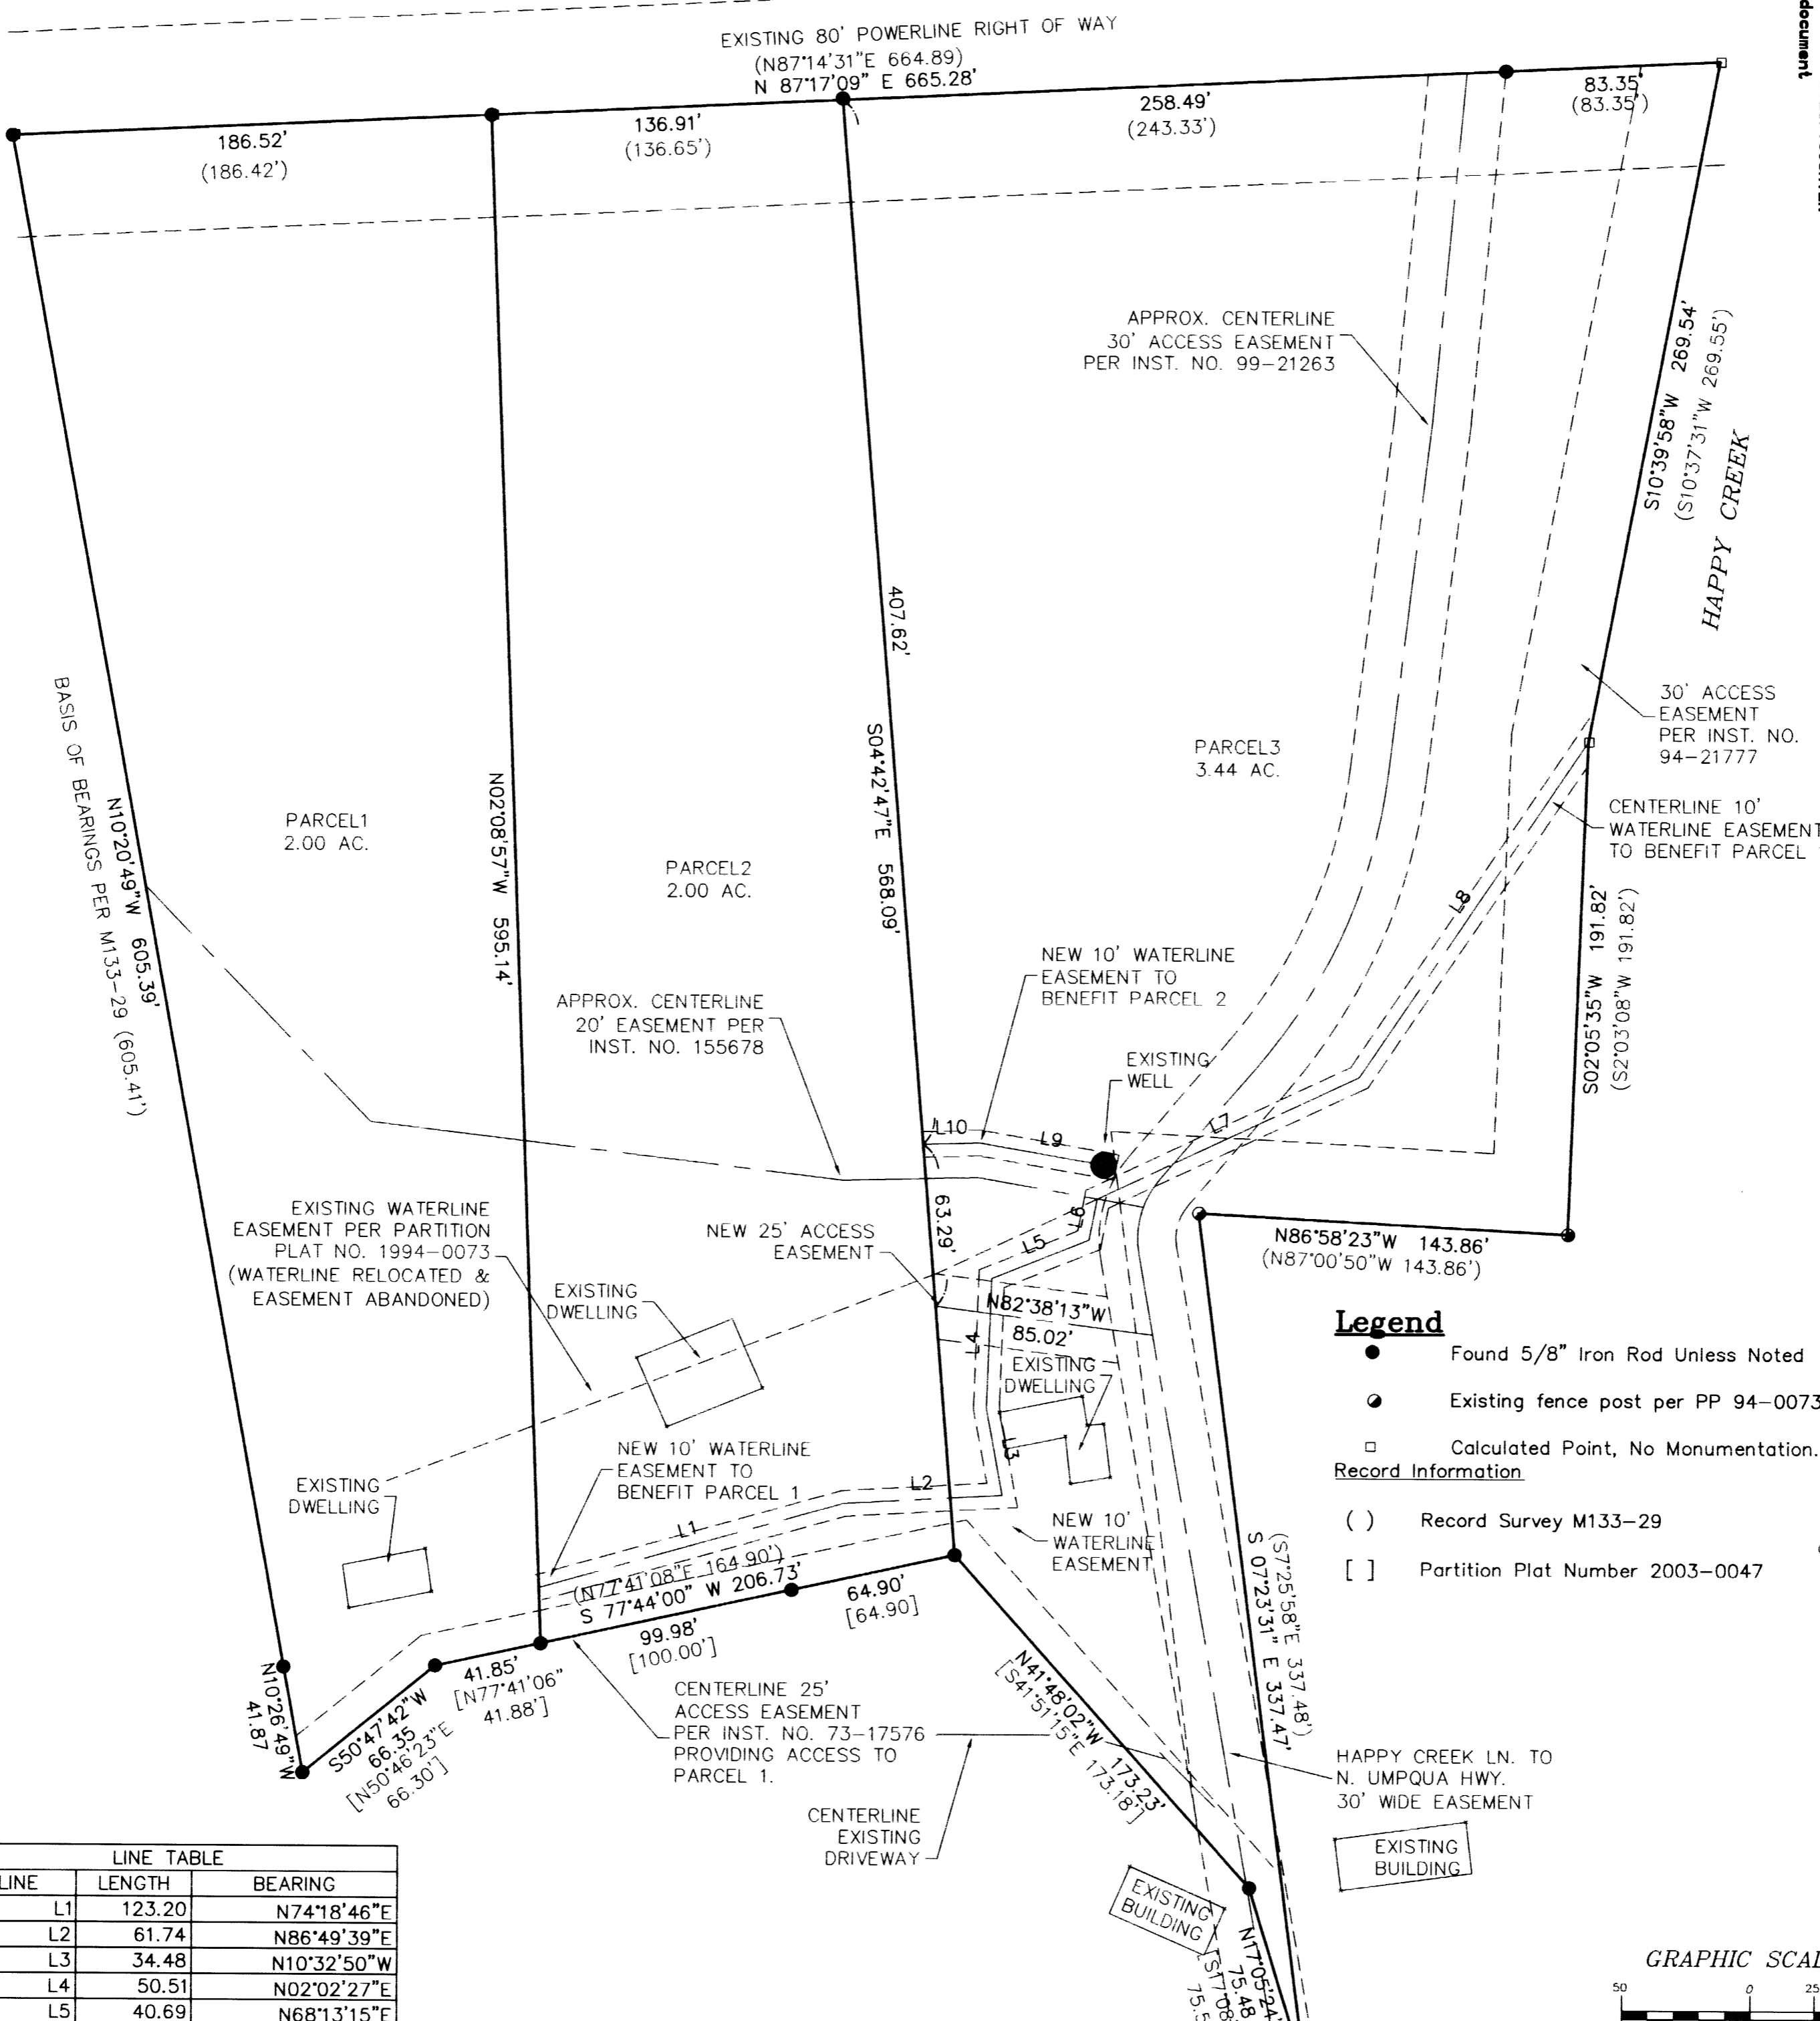 document
EXISTING 80' POWERLINE RIGHT OF WAY
(N87°14'31"E 664.89)
N 87°17'09" E 665.28'
186.52'
(186.42')
136.91'
(136.65')
258.49'
(243.33')
83.35'
(83.35')
APPROX. CENTERLINE
30' ACCESS EASEMENT
PER INST. NO. 99-21263
S10°39'58"W 269.54'
(S10°37'31"W 269.55')
HAPPY CREEK
407.62'
S04°42'47"E 568.09'
30' ACCESS
EASEMENT
PER INST. NO.
94-21777
PARCEL3
3.44 AC.
BASIS OF BEARINGS PER M133-29 (605.41')
N10°20'49"W 605.39'
PARCEL1
2.00 AC.
N02°08'57"W 595.14'
PARCEL2
2.00 AC.
CENTERLINE 10'
WATERLINE EASEMENT
TO BENEFIT PARCEL
L8
S02°05'35"W 191.82'
(S2°03'08"W 191.82')
NEW 10' WATERLINE
EASEMENT TO
BENEFIT PARCEL 2
APPROX. CENTERLINE
20' EASEMENT PER
INST. NO. 155678
EXISTING
WELL
L10
L9
L7
EXISTING WATERLINE
EASEMENT PER PARTITION
PLAT NO. 1994-0073
(WATERLINE RELOCATED &
EASEMENT ABANDONED)
NEW 25' ACCESS
EASEMENT
63.29'
L6
L5
N86°58'23"W 143.86'
(N87°00'50"W 143.86')
EXISTING
DWELLING
N82°38'13"W
85.02'
L4
EXISTING
DWELLING
L3
Legend
Found 5/8" Iron Rod Unless Noted
Existing fence post per PP 94-0073
Calculated Point, No Monumentation.
Record Information
( ) Record Survey M133-29
[ ] Partition Plat Number 2003-0047
NEW 10' WATERLINE
EASEMENT TO
BENEFIT PARCEL 1
L2
EXISTING
DWELLING
L1
NEW 10'
WATERLINE
EASEMENT
(N77°41'08"E 164.90')
S 77°44'00" W 206.73'
64.90'
[64.90]
99.98'
[100.00']
41.85'
[N77°41'06"
41.88']
(S7°25'58"E 337.48')
S 07°23'31" E 337.47'
N10°26'49"W
41.87
S50°47'42"W
66.35
[N50°46'23"E
66.30']
CENTERLINE 25'
ACCESS EASEMENT
PER INST. NO. 73-17576
PROVIDING ACCESS TO
PARCEL 1.
N41°48'02"W 173.23'
[S41°51'15"E 173.18']
HAPPY CREEK LN. TO
N. UMPQUA HWY.
30' WIDE EASEMENT
CENTERLINE
EXISTING
DRIVEWAY
EXISTING
BUILDING
EXISTING
BUILDING
N17°05'24"
75.48
[S17°08'
75.5
LINE TABLE
LINE LENGTH BEARING
L1 123.20 N74°18'46"E
L2 61.74 N86°49'39"E
L3 34.48 N10°32'50"W
L4 50.51 N02°02'27"E
L5 40.69 N68°13'15"E
GRAPHIC SCAL
50 0 25